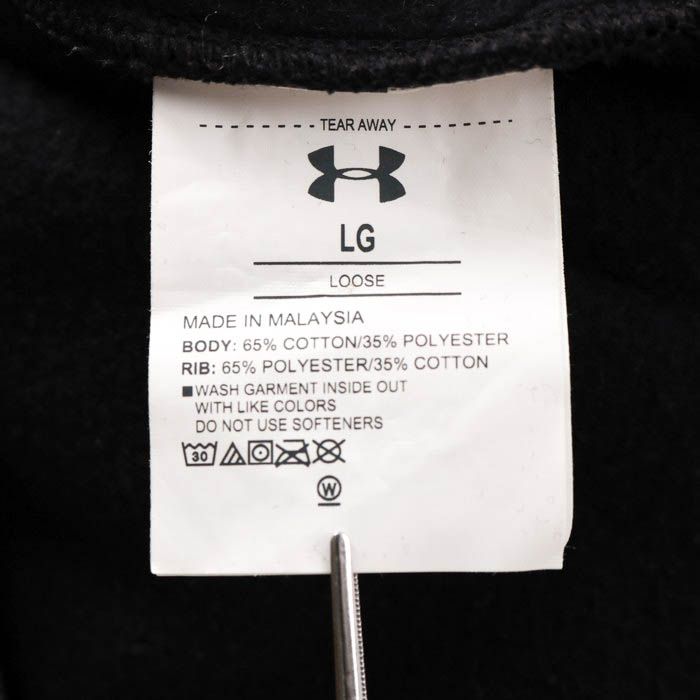 TEAR AWAY
LG
LOOSE
MADE IN MALAYSIA
BODY: 65% COTTON/35% POLYESTER
RIB: 65% POLYESTER/35% COTTON
WASH GARMENT INSIDE OUT
WITH LIKE COLORS
DO NOT USE SOFTENERS
30
W